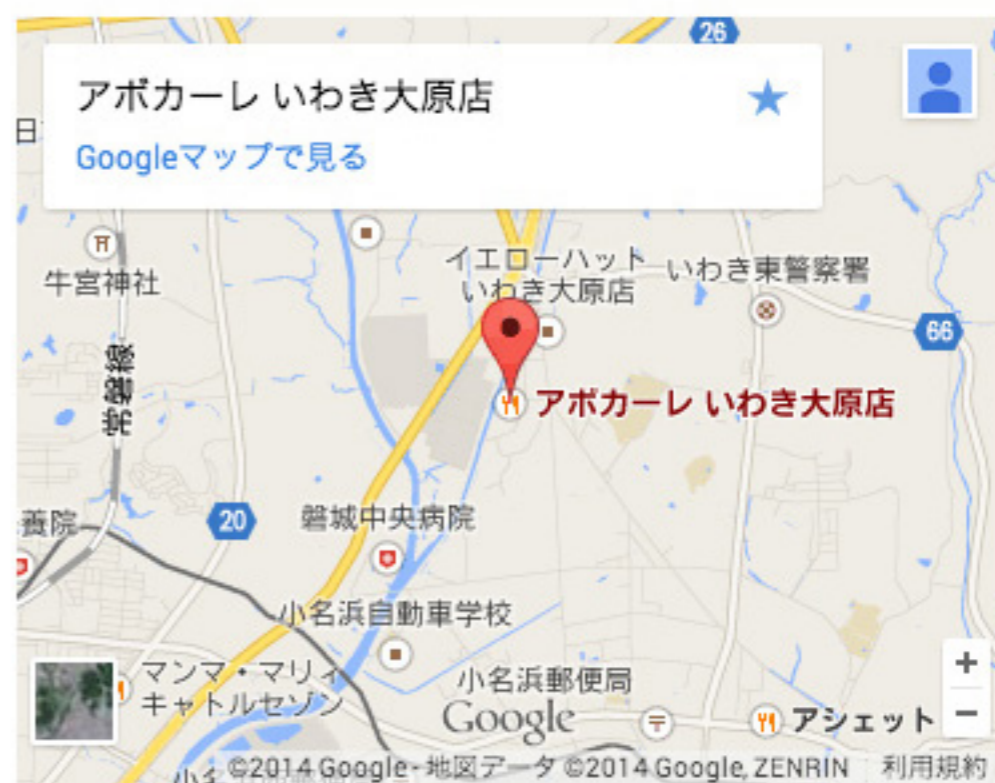 26
アボカーレ いわき大原店
Googleマップで見る
日
牛宮神社
イエローハット
いわき大原店
いわき東警察署
66
常磐線
アボカーレ いわき大原店
養院
20
磐城中央病院
小名浜自動車学校
マンマ・マリィ
キャトルセゾン
小名浜郵便局
Google
アシェット
+
−
©2014 Google - 地図データ ©2014 Google, ZENRIN 利用規約